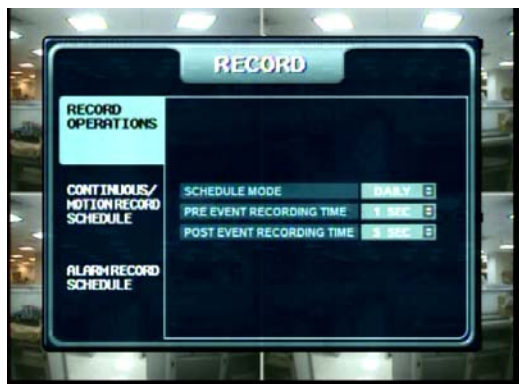 RECORD
RECORD
OPERATIONS
CONTINUOUS/
MOTION RECORD
SCHEDULE
ALARM RECORD
SCHEDULE
SCHEDULE MODE DAILY
PRE EVENT RECORDING TIME 1 SEC
POST EVENT RECORDING TIME 5 SEC